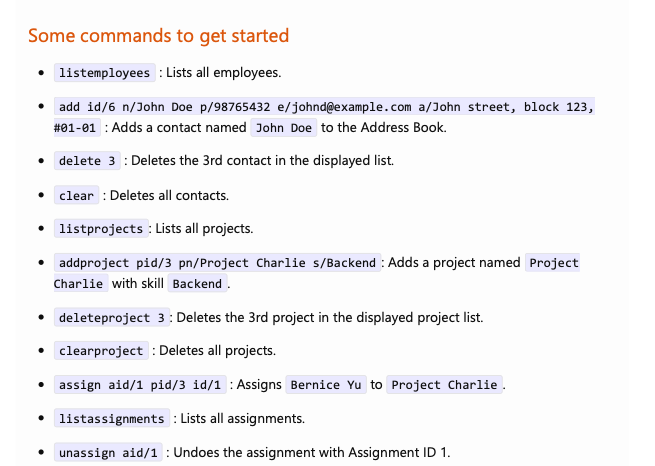 Some commands to get started
• listemployees : Lists all employees.
• add id/6 n/John Doe p/98765432 e/johnd@example.com a/John street, block 123,
#01-01 : Adds a contact named John Doe to the Address Book.
• delete 3 : Deletes the 3rd contact in the displayed list.
• clear : Deletes all contacts.
• listprojects : Lists all projects.
• addproject pid/3 pn/Project Charlie s/Backend : Adds a project named Project
Charlie with skill Backend .
• deleteproject 3 : Deletes the 3rd project in the displayed project list.
• clearproject : Deletes all projects.
• assign aid/1 pid/3 id/1 : Assigns Bernice Yu to Project Charlie .
• listassignments : Lists all assignments.
• unassign aid/1 : Undoes the assignment with Assignment ID 1.